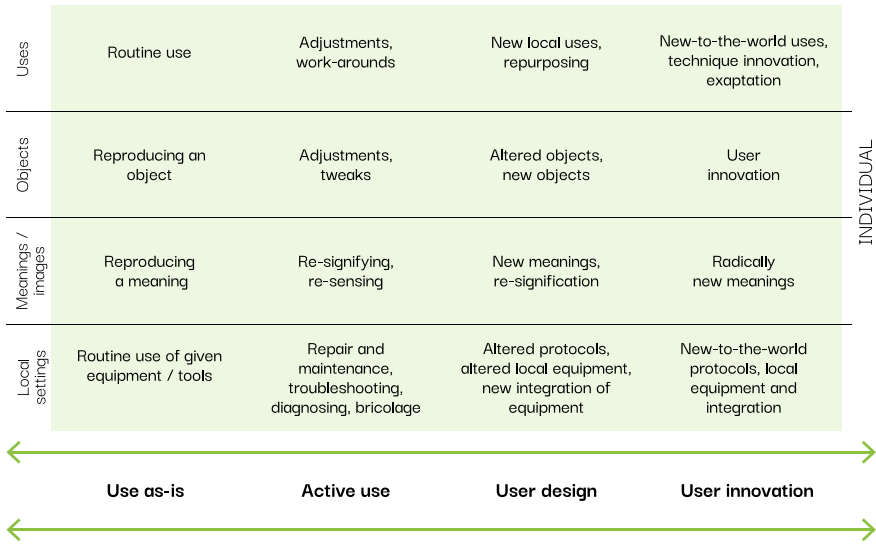 Uses
Routine use
Adjustments,
work-arounds
New local uses,
repurposing
New-to-the-world uses,
technique innovation,
exaptation
Objects
Reproducing an
object
Adjustments,
tweaks
Altered objects,
new objects
User
innovation
INDIVIDUAL
Meanings /
images
Reproducing
a meaning
Re-signifying,
re-sensing
New meanings,
re-signification
Radically
new meanings
Local
settings
Routine use of given
equipment / tools
Repair and
maintenance,
troubleshooting,
diagnosing, bricolage
Altered protocols,
altered local equipment,
new integration of
equipment
New-to-the-world
protocols, local
equipment and
integration
Use as-is
Active use
User design
User innovation